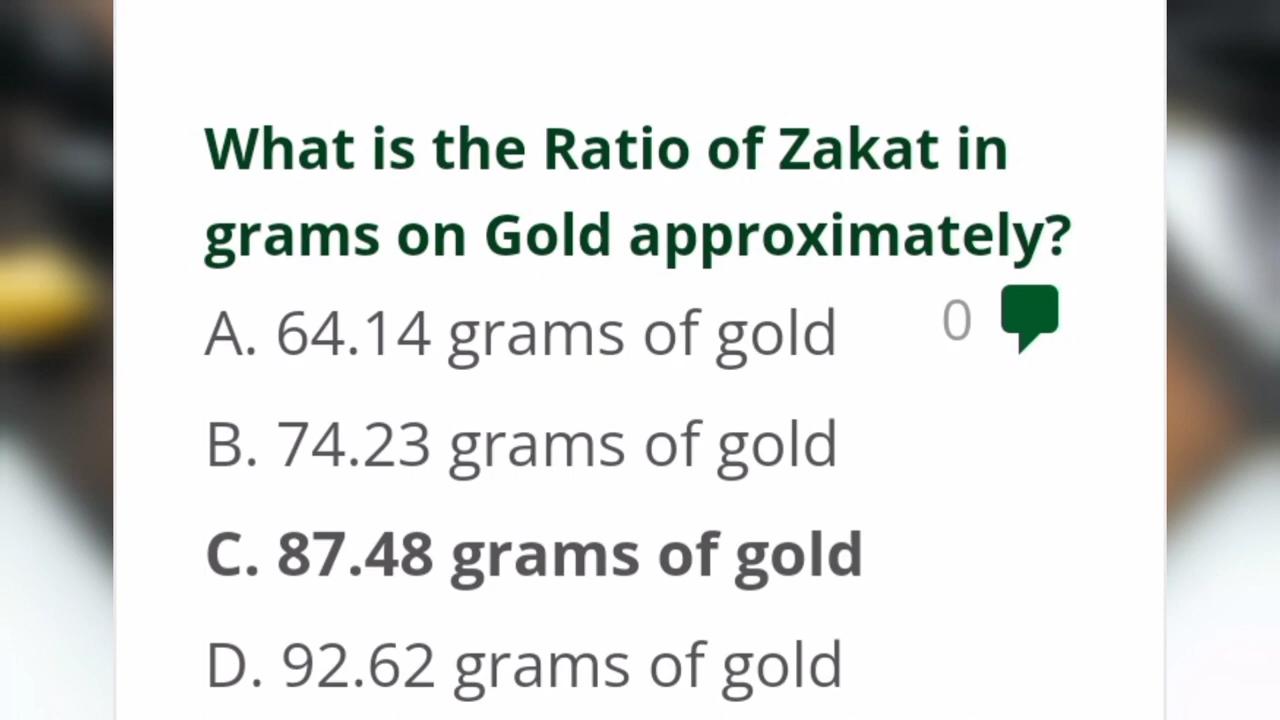 What is the Ratio of Zakat in
grams on Gold approximately?
A. 64.14 grams of gold
0
B. 74.23 grams of gold
C. 87.48 grams of gold
D. 92.62 grams of gold